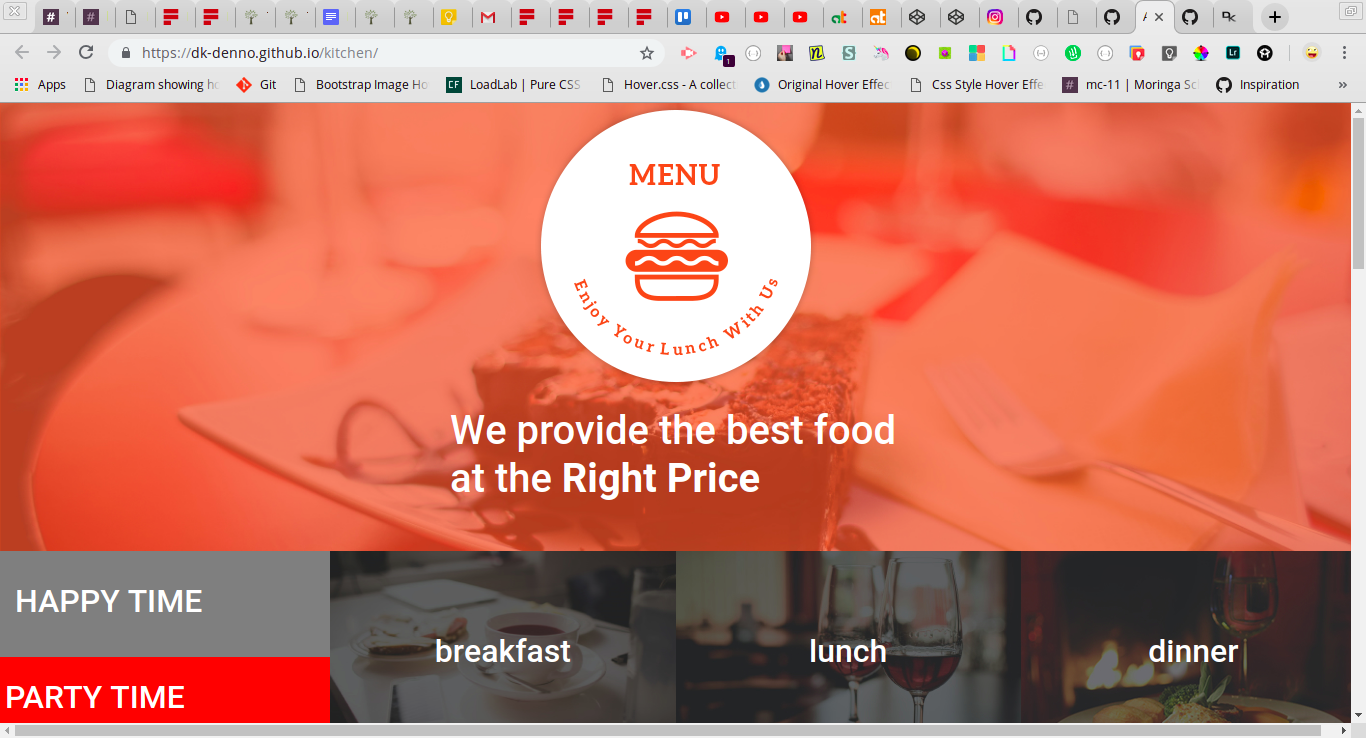 https://dk-denno.github.io/kitchen/
1
Apps
Diagram showing
Git
Bootstrap Image Ho
CF
LoadLab | Pure CSS
Hover.css - A collect
Original Hover Effec
Css Style Hover Effe
mc-11 | Moringa Sc
Inspiration
MENU
Enjoy Your Lunch With Us
We provide the best food
at the Right Price
HAPPY TIME
breakfast
lunch
dinner
PARTY TIME